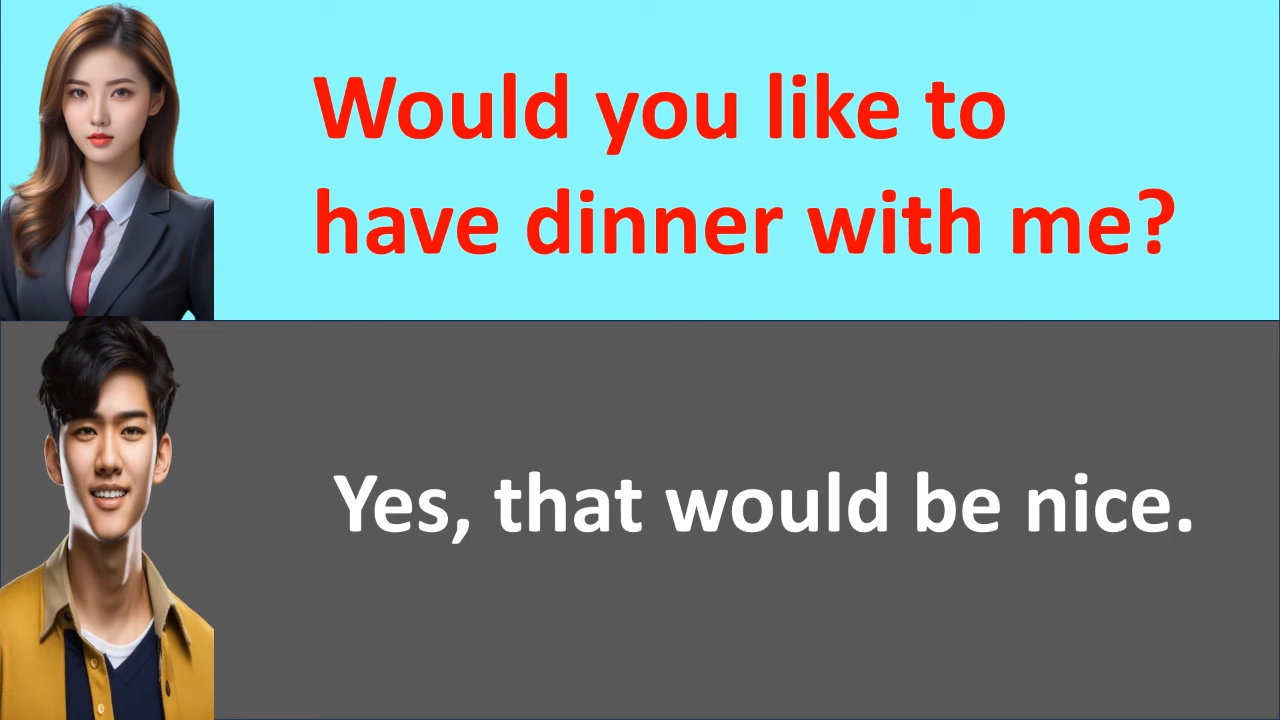 Would you like to
have dinner with me?
Yes, that would be nice.